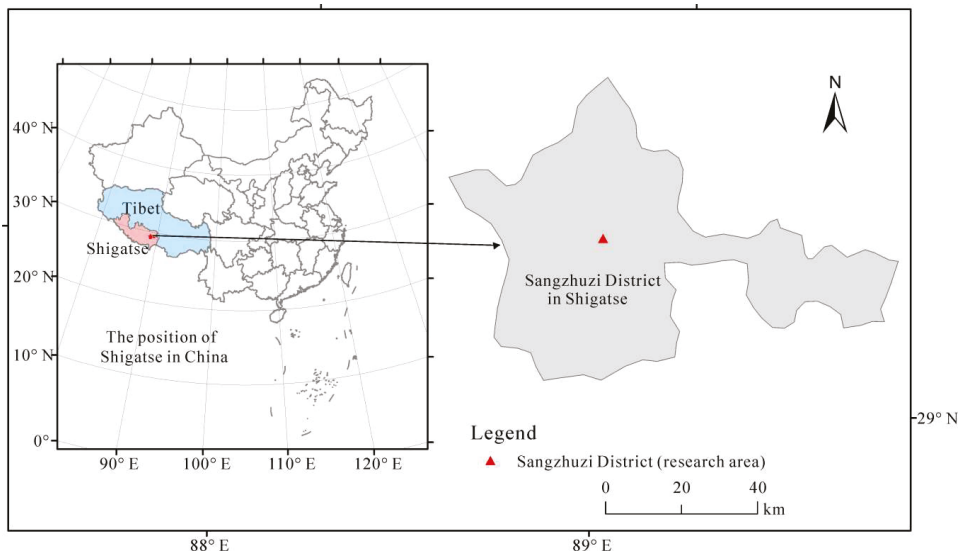 40° N
30° N
20° N
10° N
0°
90° E
100° E
110° E
120° E
Tibet
Shigatse
The position of
Shigatse in China
N
Sangzhuzi District
in Shigatse
Legend
Sangzhuzi District (research area)
0 20 40
km
29° N
88° E
89° E